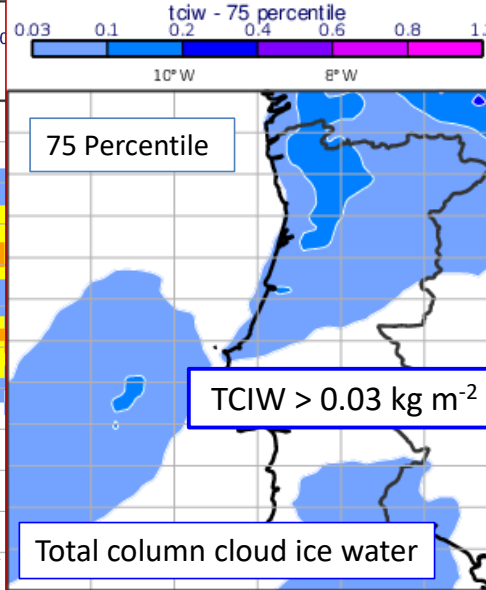 tciw - 75 percentile
0.03 0.1 0.2 0.4 0.6 0.8 1.
10°W 8°W
75 Percentile
TCIW > 0.03 kg m⁻²
Total column cloud ice water